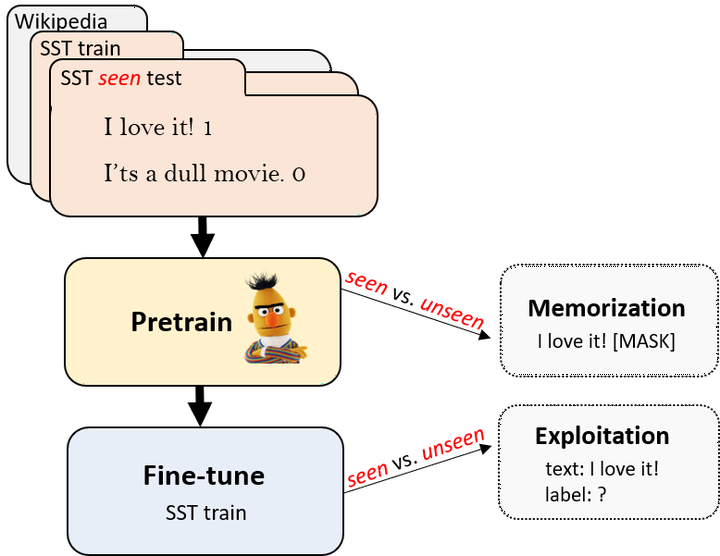 Wikipedia
SST train
SST seen test
I love it! 1
I'ts a dull movie. 0
Pretrain
seen vs. unseen
Memorization
I love it! [MASK]
Fine-tune
SST train
seen vs. unseen
Exploitation
text: I love it!
label: ?